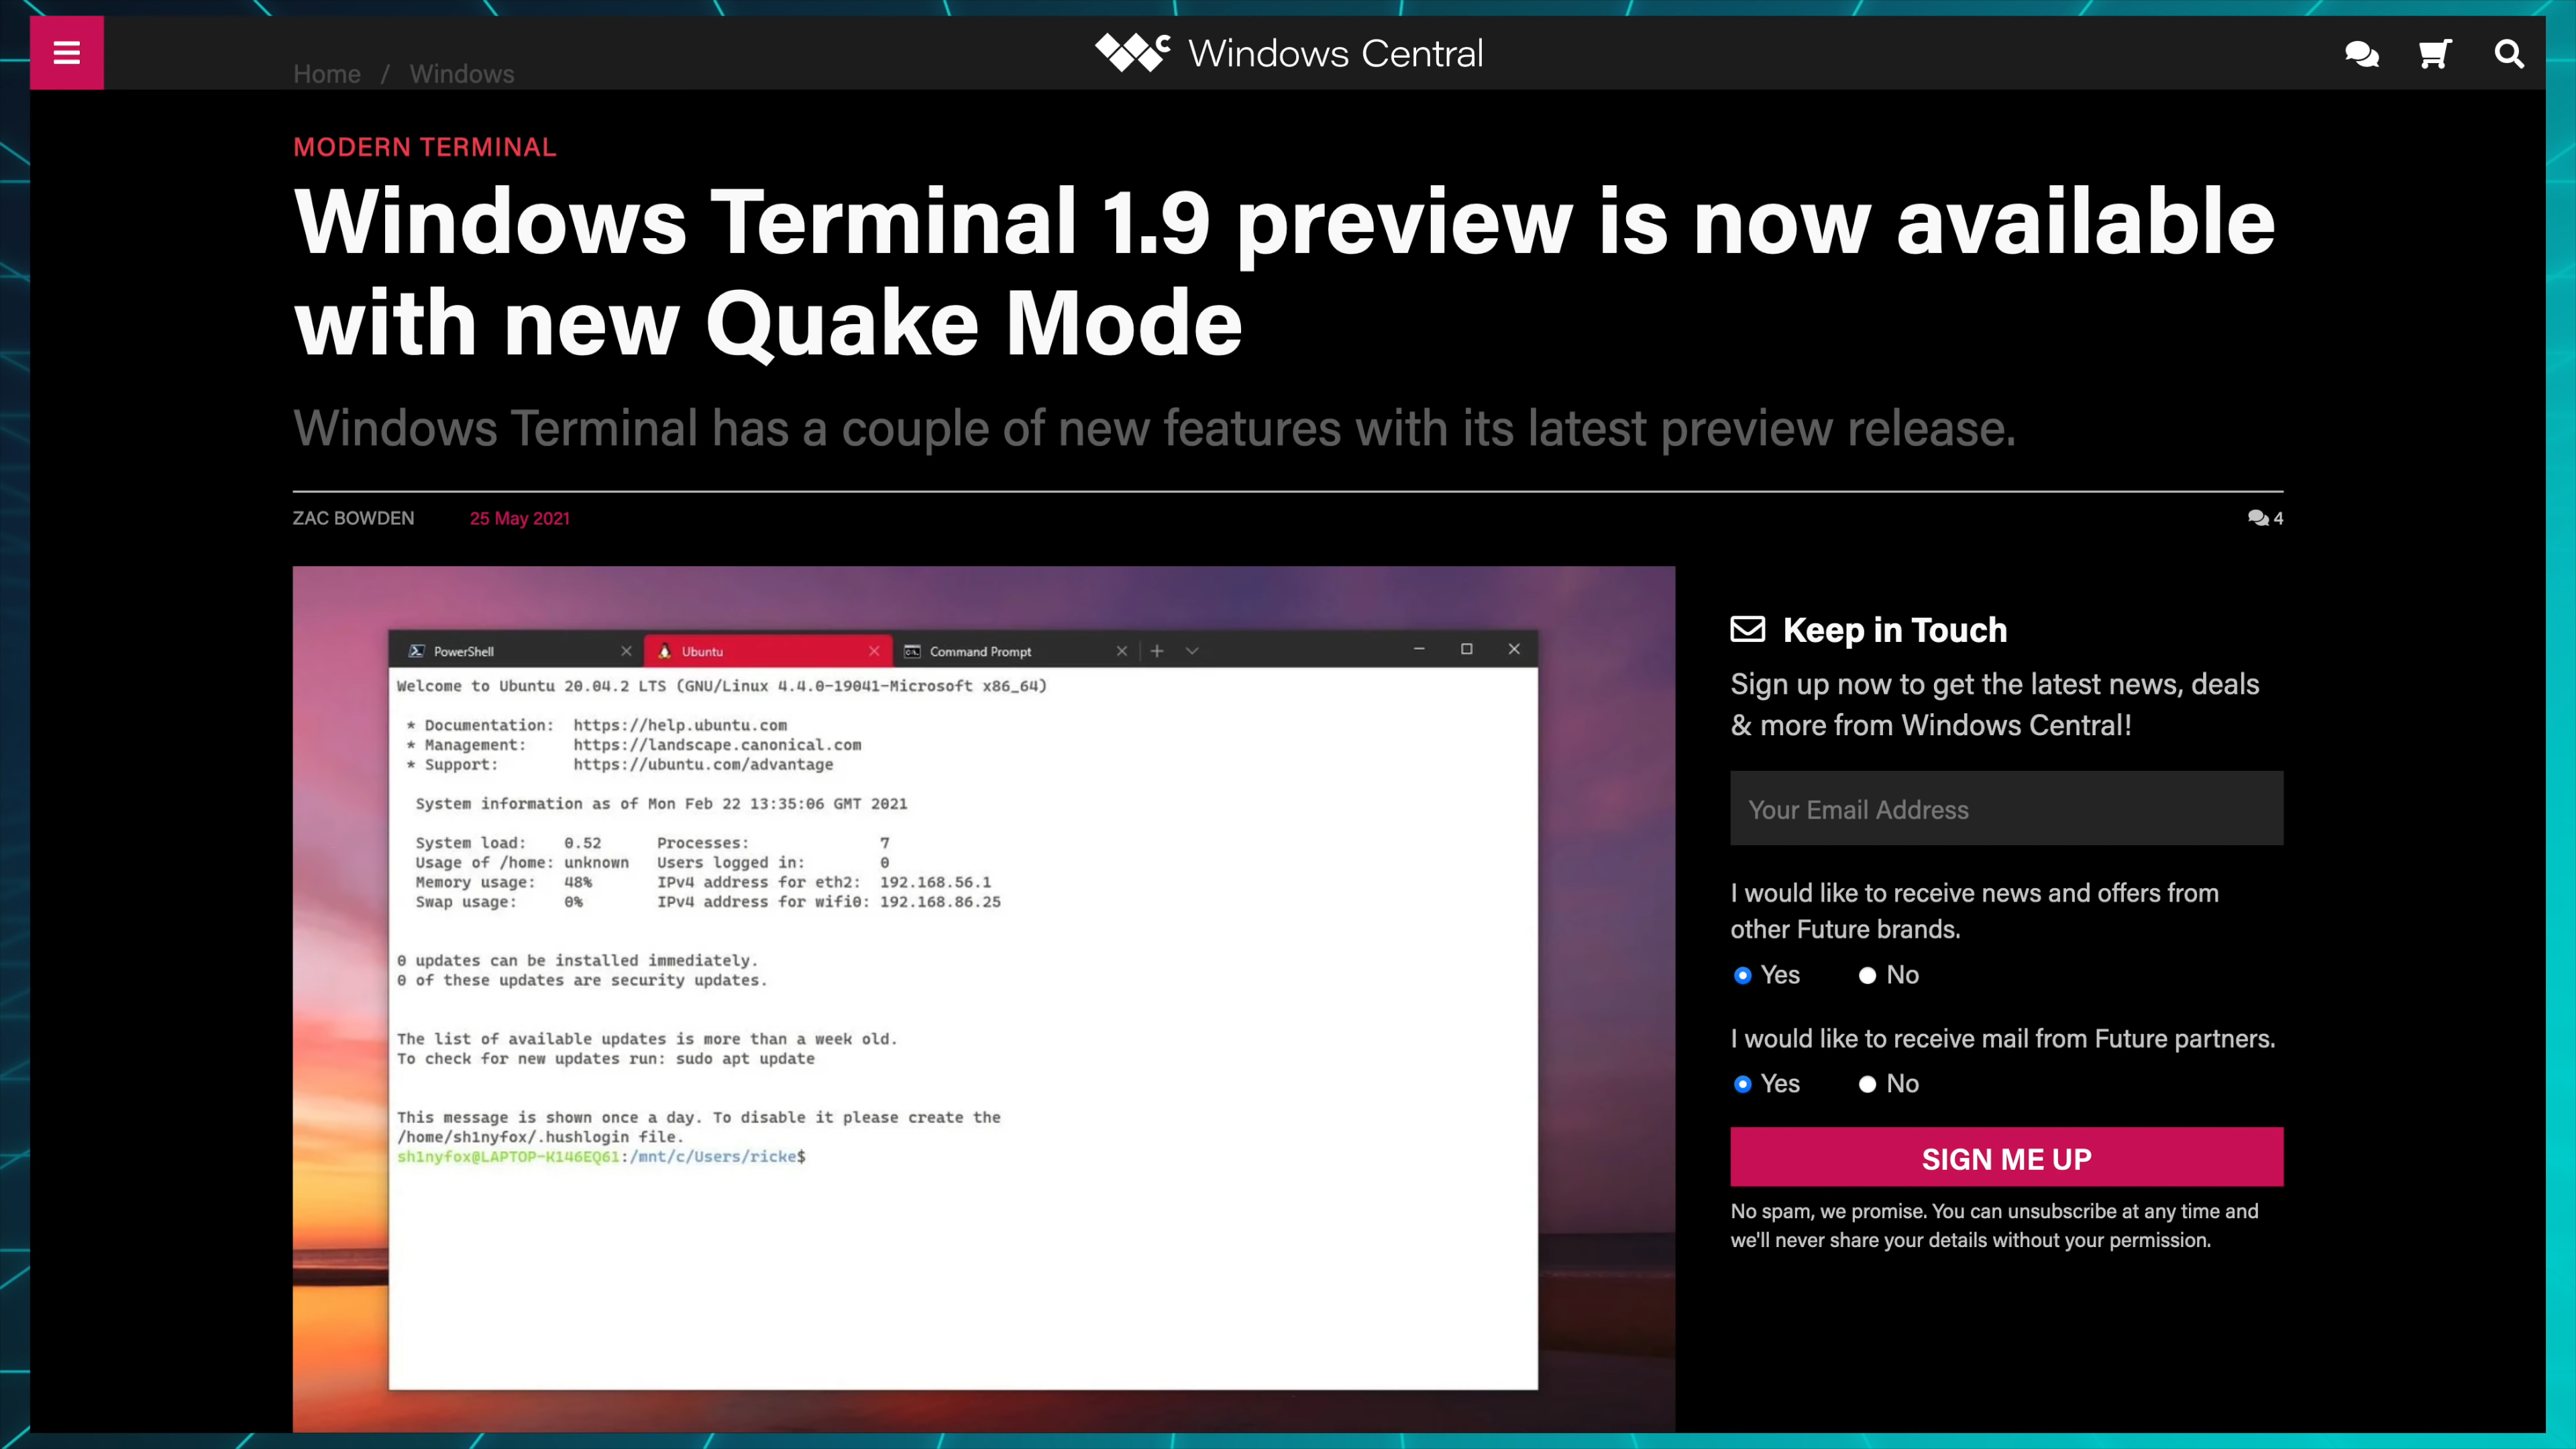 Windows Central
Home / Windows
MODERN TERMINAL
Windows Terminal 1.9 preview is now available
with new Quake Mode
Windows Terminal has a couple of new features with its latest preview release.
ZAC BOWDEN 25 May 2021 4
PowerShell Ubuntu Command Prompt
Welcome to Ubuntu 20.04.2 LTS (GNU/Linux 4.4.0-19041-Microsoft x86_64)
* Documentation: https://help.ubuntu.com
* Management: https://landscape.canonical.com
* Support: https://ubuntu.com/advantage
System information as of Mon Feb 22 13:35:06 GMT 2021
System load: 0.52 Processes: 7
Usage of /home: unknown Users logged in: 0
Memory usage: 48% IPv4 address for eth2: 192.168.56.1
Swap usage: 0% IPv4 address for wifi0: 192.168.86.25
0 updates can be installed immediately.
0 of these updates are security updates.
The list of available updates is more than a week old.
To check for new updates run: sudo apt update
This message is shown once a day. To disable it please create the
/home/sh1nyfox/.hushlogin file.
sh1nyfox@LAPTOP-K146EQ61:/mnt/c/Users/ricke$
Keep in Touch
Sign up now to get the latest news, deals
& more from Windows Central!
Your Email Address
I would like to receive news and offers from
other Future brands.
Yes No
I would like to receive mail from Future partners.
Yes No
SIGN ME UP
No spam, we promise. You can unsubscribe at any time and
we'll never share your details without your permission.